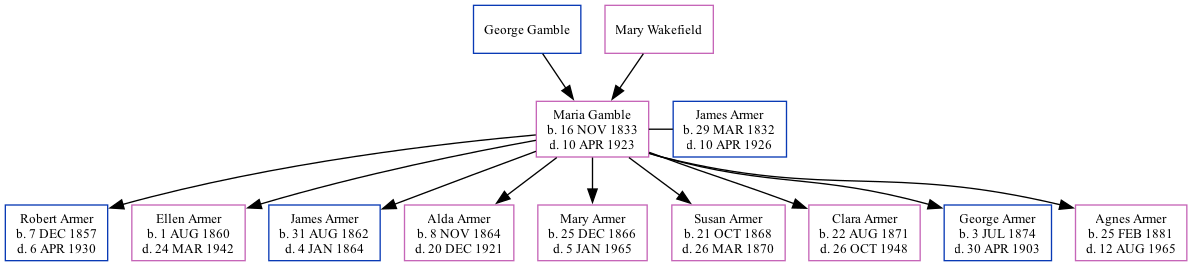 George Gamble
Mary Wakefield
Maria Gamble
b. 16 NOV 1833
d. 10 APR 1923
James Armer
b. 29 MAR 1832
d. 10 APR 1926
Robert Armer
b. 7 DEC 1857
d. 6 APR 1930
Ellen Armer
b. 1 AUG 1860
d. 24 MAR 1942
James Armer
b. 31 AUG 1862
d. 4 JAN 1864
Alda Armer
b. 8 NOV 1864
d. 20 DEC 1921
Mary Armer
b. 25 DEC 1866
d. 5 JAN 1965
Susan Armer
b. 21 OCT 1868
d. 26 MAR 1870
Clara Armer
b. 22 AUG 1871
d. 26 OCT 1948
George Armer
b. 3 JUL 1874
d. 30 APR 1903
Agnes Armer
b. 25 FEB 1881
d. 12 AUG 1965